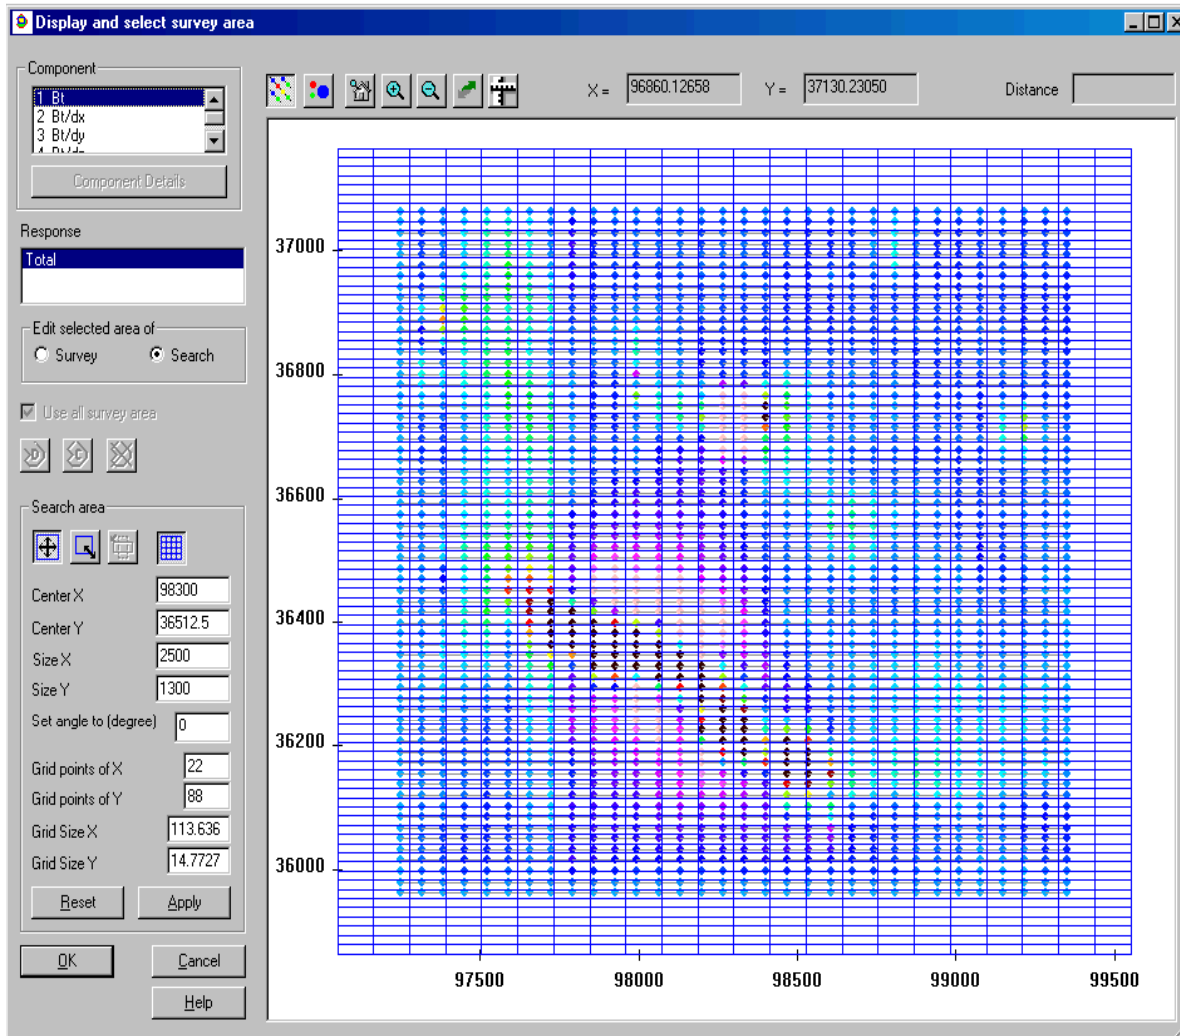 Display and select survey area
Component
1 Bt
2 Bt/dx
3 Bt/dy
4 Bt/dz
Component Details
Response
Total
Edit selected area of
Survey
Search
Use all survey area
Search area
Center X 98300
Center Y 36512.5
Size X 2500
Size Y 1300
Set angle to (degree) 0
Grid points of X 22
Grid points of Y 88
Grid Size X 113.636
Grid Size Y 14.7727
Reset Apply
OK Cancel
Help
X = 96860.12658 Y = 37130.23050 Distance
37000
36800
36600
36400
36200
36000
97500 98000 98500 99000 99500